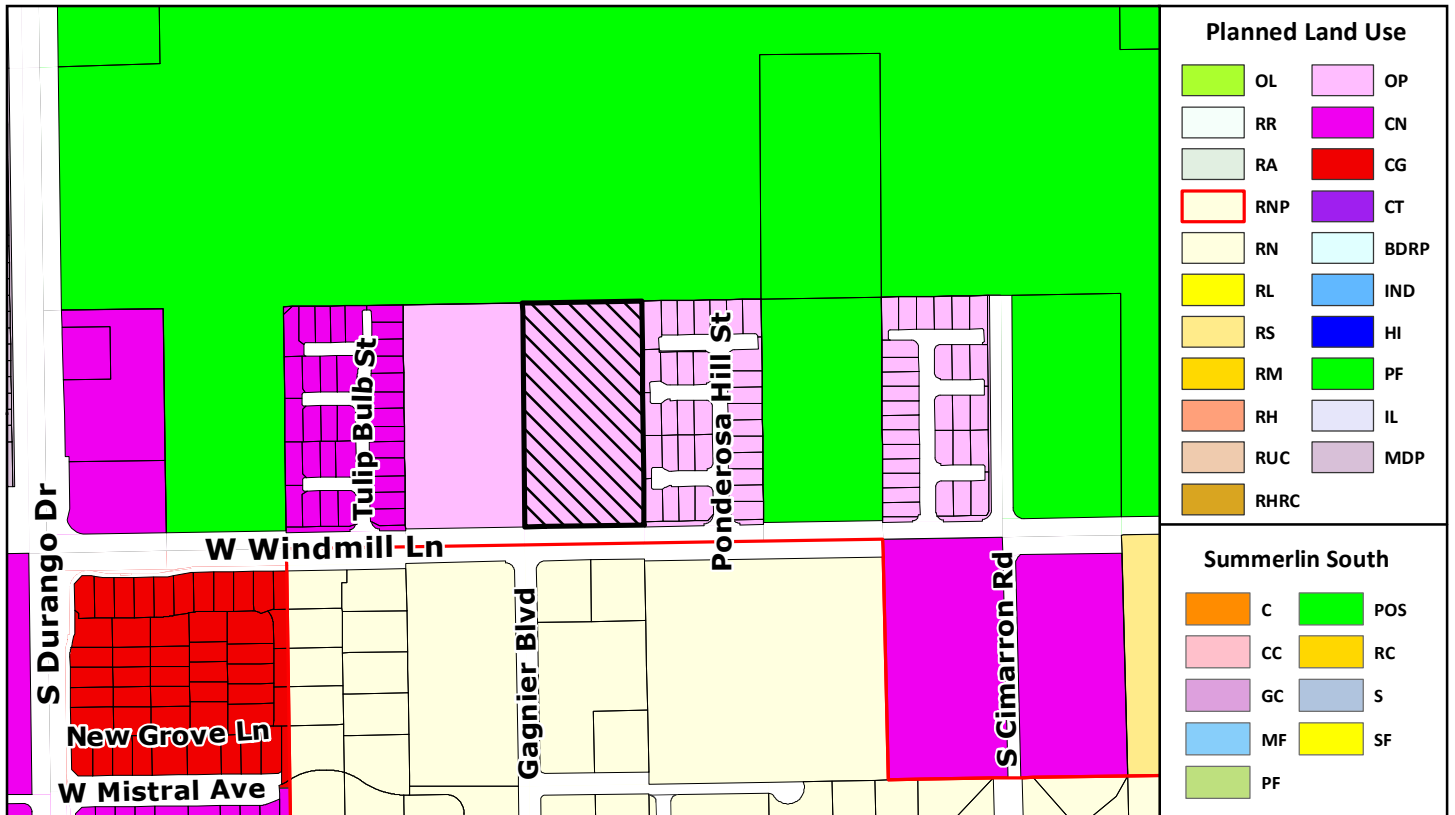 Tulip Bulb St
Ponderosa Hill St
S Durango Dr
W Windmill Ln
Gagnier Blvd
S Cimarron Rd
New Grove Ln
W Mistral Ave
Planned Land Use
OL OP
RR CN
RA CG
RNP CT
RN BDRP
RL IND
RS HI
RM PF
RH IL
RUC MDP
RHRC
Summerlin South
C POS
CC RC
GC S
MF SF
PF